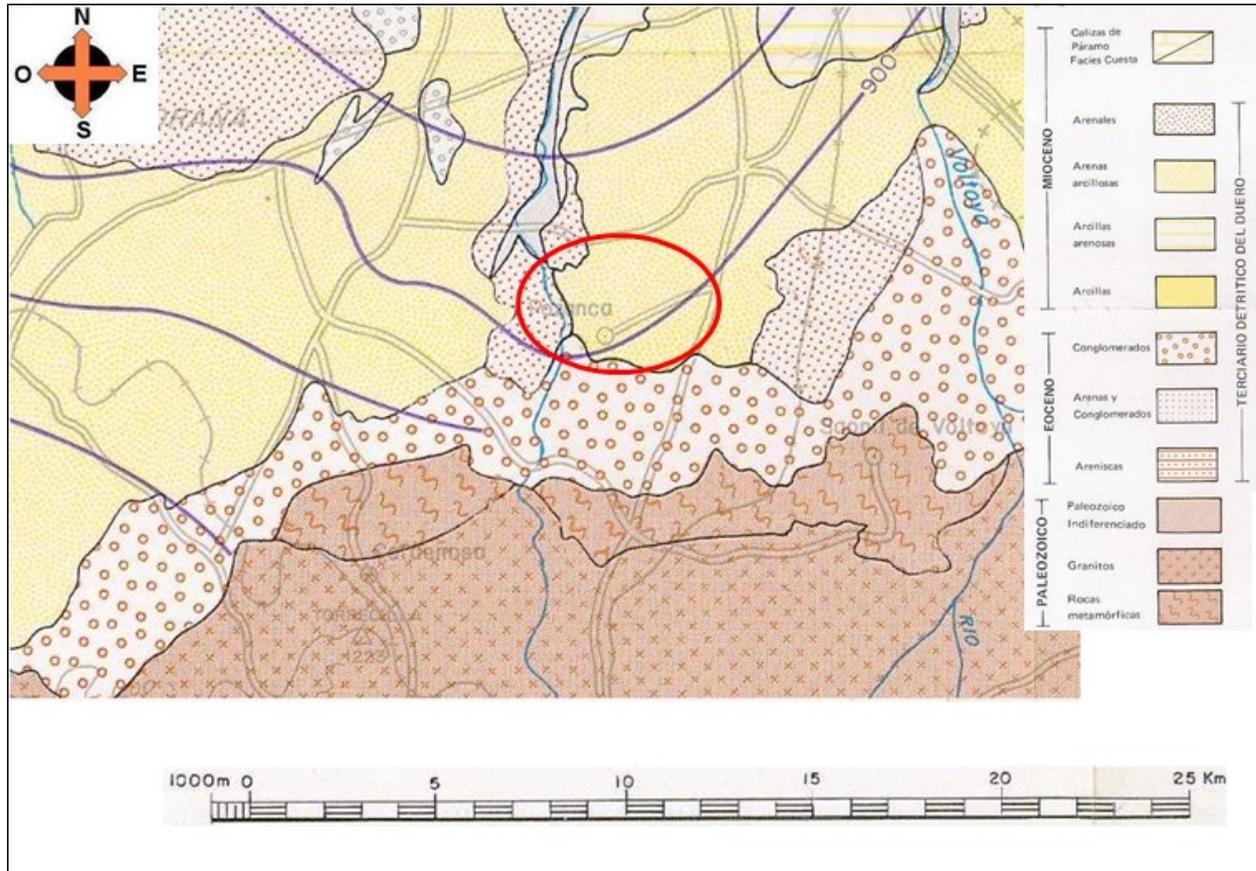 N
O E
S
900
Voltoya
Cardeñosa
RIO
Calizas de
Páramo
Facies Cuesta
Arenales
Arenas
arcillosas
Arcillas
arenosas
Arcillas
Conglomerados
Arenas y
Conglomerados
Areniscas
Paleozoico
Indiferenciado
Granitos
Rocas
metamórficas
MIOCENO
EOCENO
PALEOZOICO
TERCIARIO DETRITICO DEL DUERO
1000m 0 5 10 15 20 25 Km